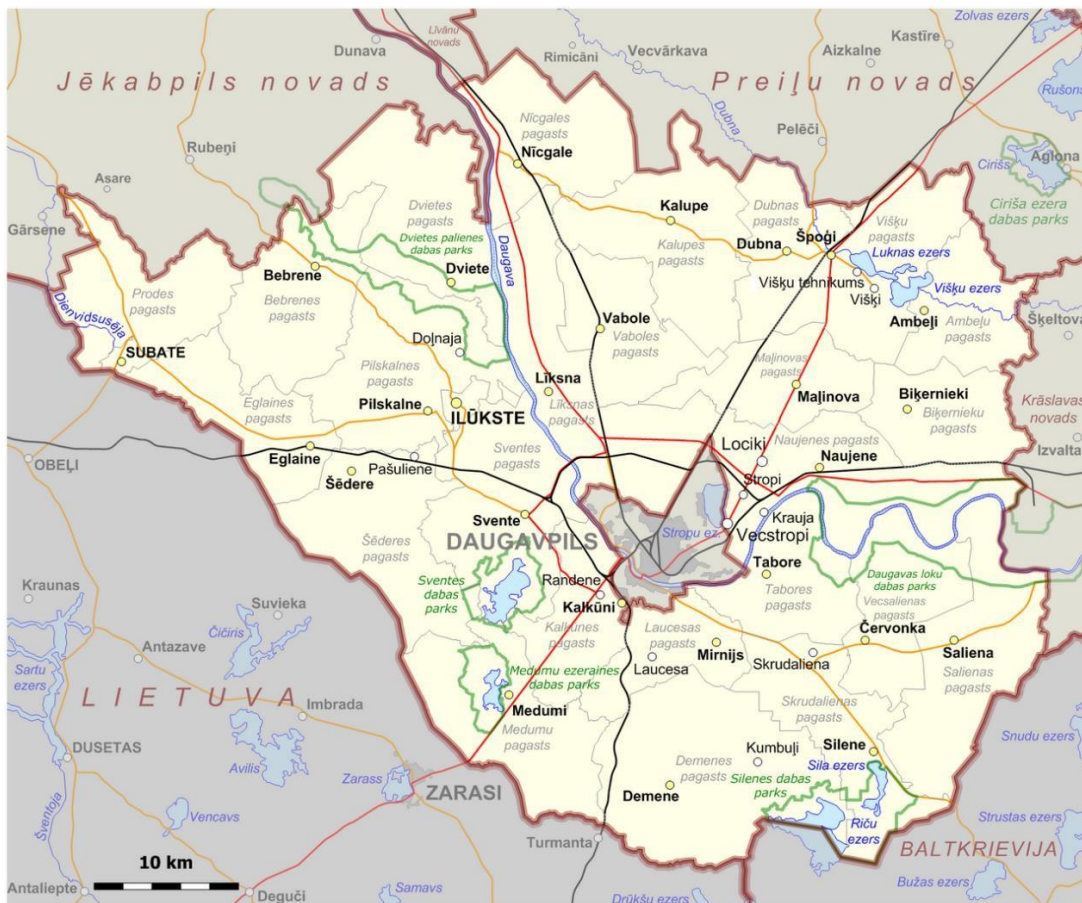 Zolvas ezers
Dunava
Līvānu
novads
Rimicāni
Vecvārkava
Aizkalne
Kastīre
Jēkabpils novads
Preiļu novads
Rušons
Dubna
Nīcgales
pagasts
Nīcgale
Pelēči
Rubeņi
Asare
Cirišs
Aglona
Ciriša ezera
dabas parks
Gārsene
Dvietes
pagasts
Dvietes palienes
dabas parks
Daugava
Kalupe
Kalupes
pagasts
Dubnas
pagasts
Dubna
Špoģi
Višķu
pagasts
Luknas ezers
Bebrene
Dviete
Višķu tehnikums
Višķi
Višķu ezers
Prodes
pagasts
Bebrenes
pagasts
Dienvidsusēja
Doļnaja
Vabole
Vaboles
pagasts
Ambeļi
Ambeļu
pagasts
Šķeltova
SUBATE
Pilskalnes
pagasts
Maļinovas
pagasts
Līksna
Maļinova
Eglaines
pagasts
Pilskalne
ILŪKSTE
Līksnas
pagasts
Biķernieki
Biķernieku
pagasts
Krāslavas
novads
OBEĻI
Eglaine
Pašuliene
Sventes
pagasts
Lociki
Naujenes pagasts
Izvalta
Šēdere
Naujene
Stropi
Svente
Stropu ez.
Krauja
Vecstropi
DAUGAVPILS
Šēderes
pagasts
Tabore
Tabores
pagasts
Daugavas loku
dabas parks
Sventes
dabas
parks
Randene
Kalkūni
Kalkūnes
pagasts
Vecsalienas
pagasts
Kraunas
Suvieka
Čičiris
Laucesas
pagasts
Laucesa
Mirnijs
Skrudaliena
Červonka
Saliena
Salienas
pagasts
Antazave
Sartu
ezers
LIETUVA
Medumu ezeraines
dabas parks
Medumi
Medumu
pagasts
Skrudalienas
pagasts
Imbrada
DUSETAS
Avilis
Zarass
ZARASI
Demenes
pagasts
Demene
Kumbuļi
Silene
Sila ezers
Silenes dabas
parks
Snudu ezers
Šventoja
Vencavs
Turmanta
Riču
ezers
Strustas ezers
BALTKRIEVIJA
10 km
Antaliepte
Deguči
Samavs
Drūkšu ezers
Bužas ezers